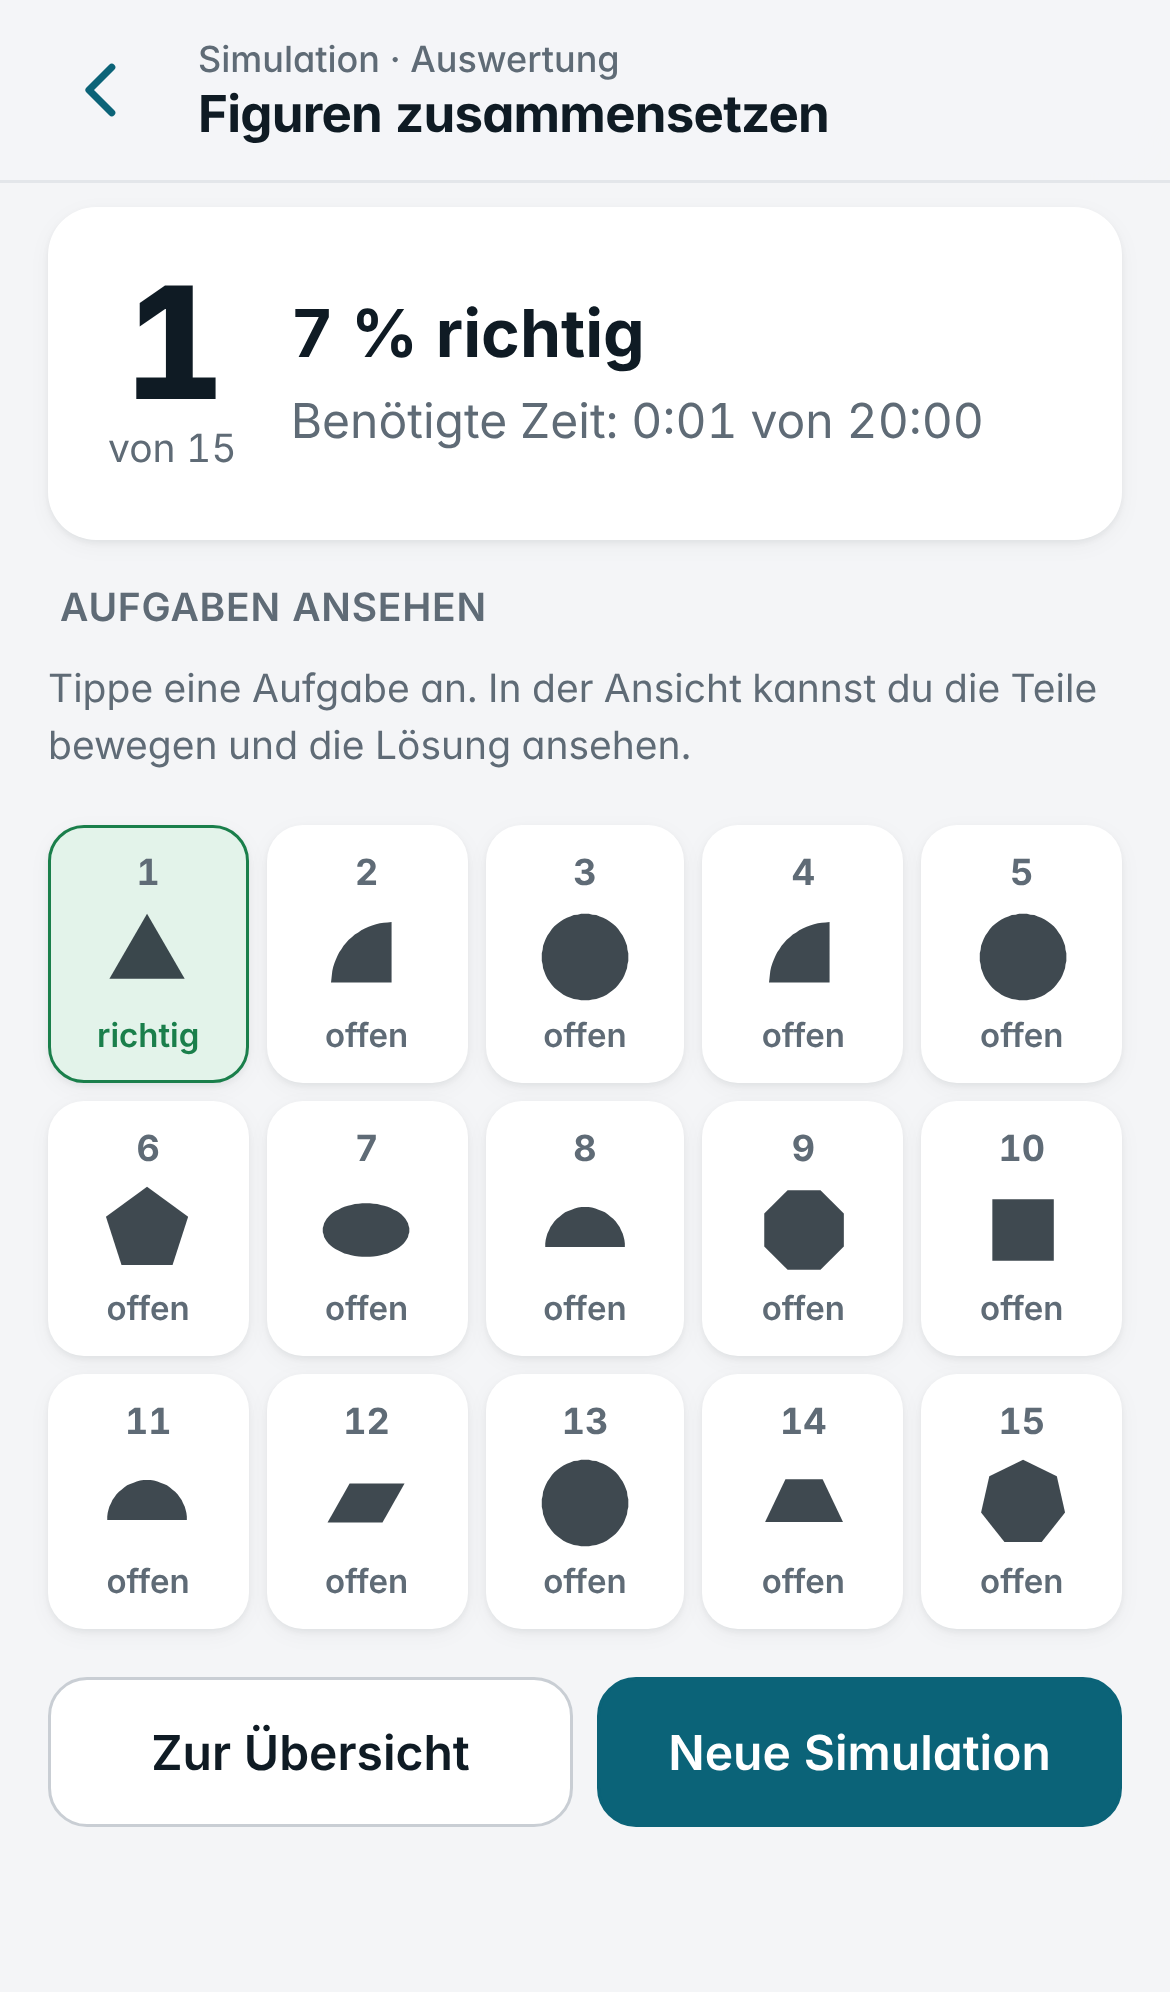 Simulation · Auswertung
Figuren zusammensetzen
1
von 15
7 % richtig
Benötigte Zeit: 0:01 von 20:00
AUFGABEN ANSEHEN
Tippe eine Aufgabe an. In der Ansicht kannst du die Teile
bewegen und die Lösung ansehen.
1 2 3 4 5
richtig offen offen offen offen
6 7 8 9 10
offen offen offen offen offen
11 12 13 14 15
offen offen offen offen offen
Zur Übersicht Neue Simulation